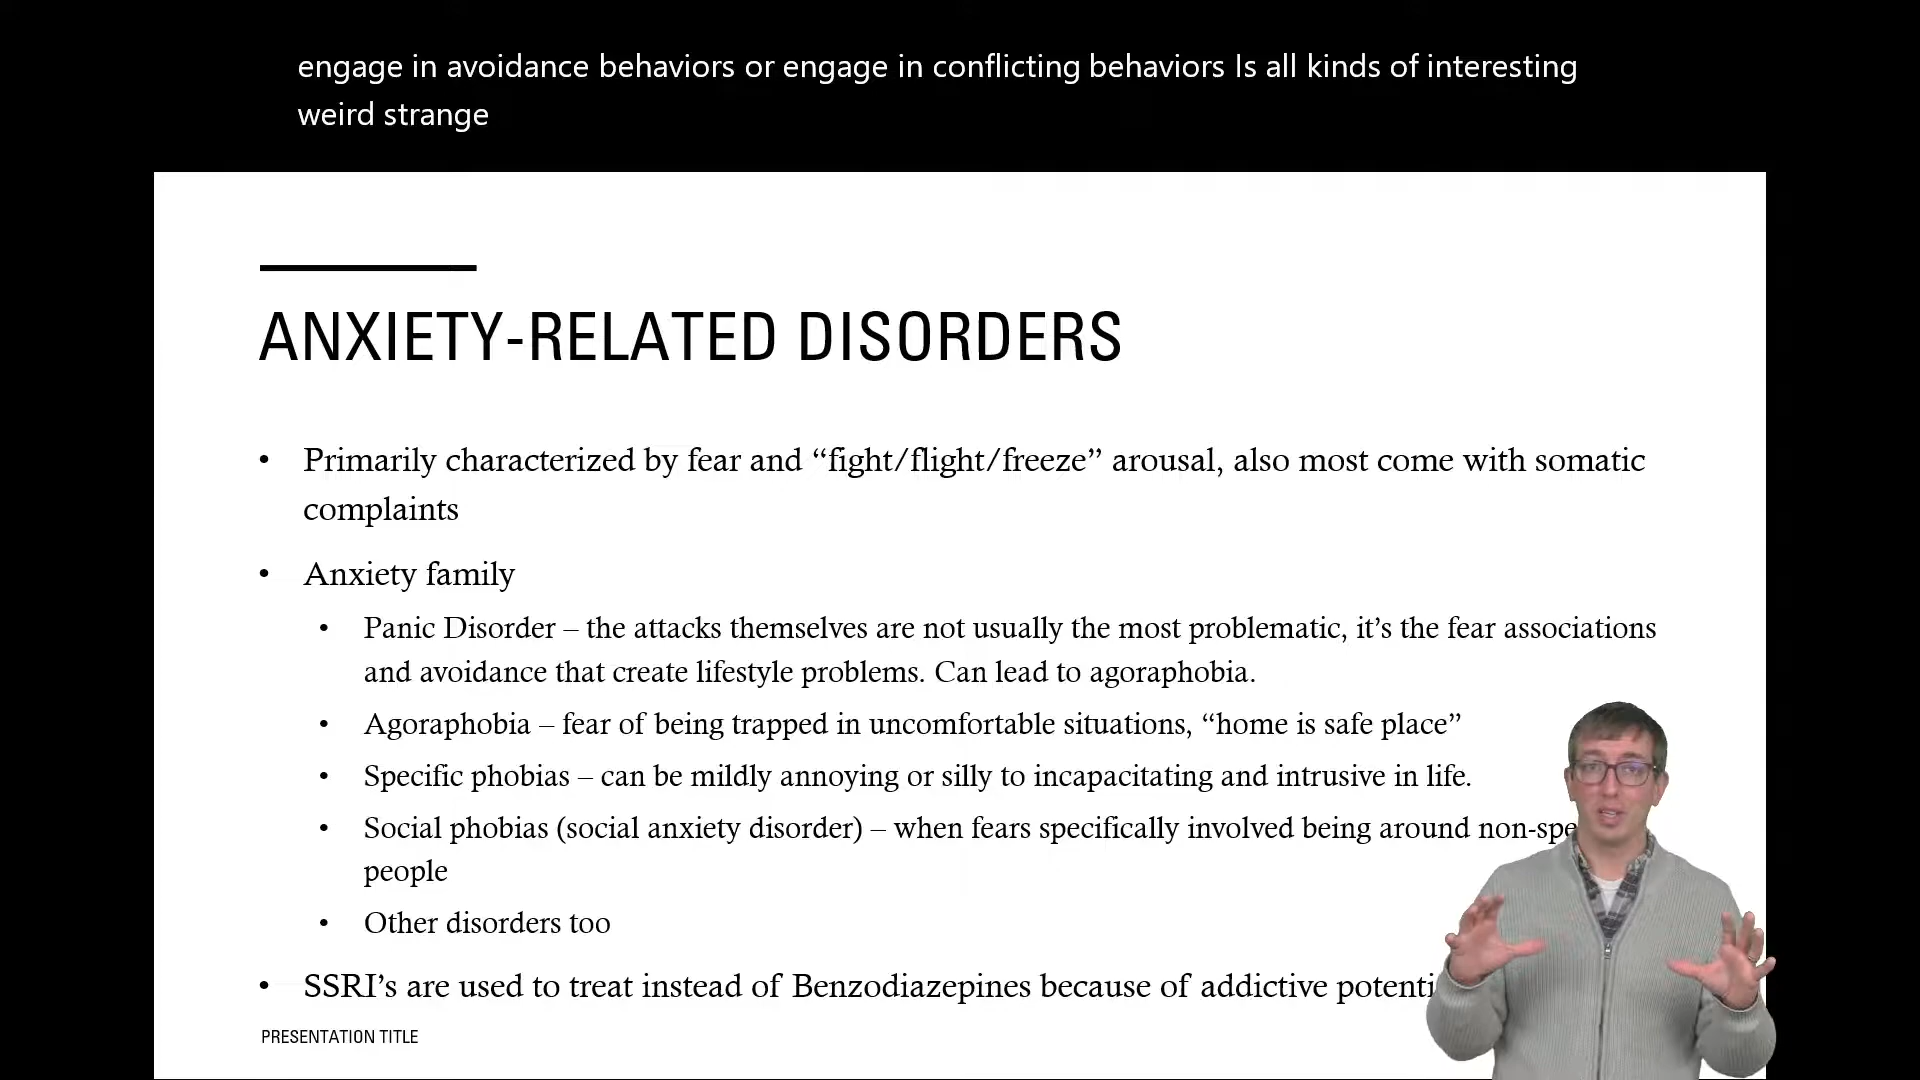 engage in avoidance behaviors or engage in conflicting behaviors Is all kinds of interesting
weird strange
ANXIETY-RELATED DISORDERS
• Primarily characterized by fear and “fight/flight/freeze” arousal, also most come with somatic
complaints
• Anxiety family
• Panic Disorder – the attacks themselves are not usually the most problematic, it’s the fear associations
and avoidance that create lifestyle problems. Can lead to agoraphobia.
• Agoraphobia – fear of being trapped in uncomfortable situations, “home is safe place”
• Specific phobias – can be mildly annoying or silly to incapacitating and intrusive in life.
• Social phobias (social anxiety disorder) – when fears specifically involved being around
people
• Other disorders too
• SSRI’s are used to treat instead of Benzodiazepines because of addictive
PRESENTATION TITLE